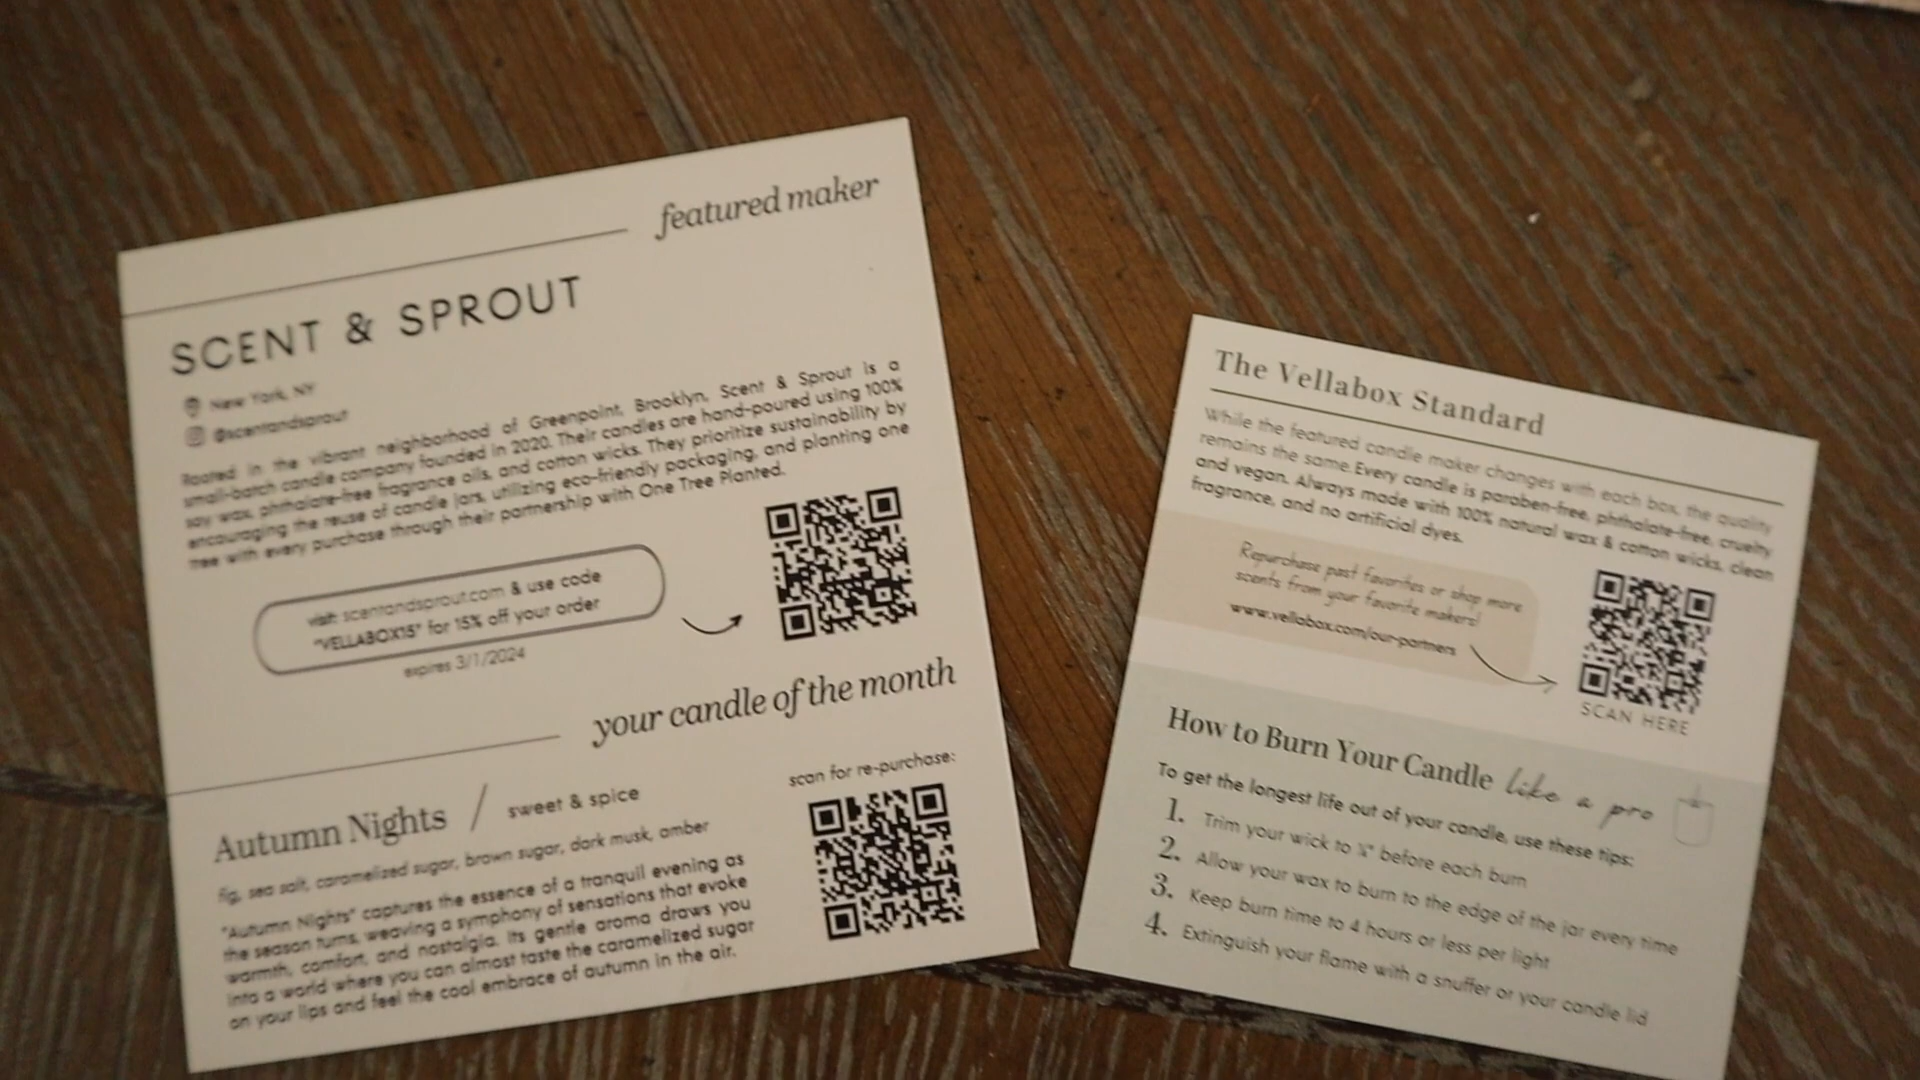 featured maker
SCENT & SPROUT
New York, NY
@scentandsprout
Rooted in the vibrant neighborhood of Greenpoint, Brooklyn, Scent & Sprout is a
small-batch candle company founded in 2020. Their candles are hand-poured using 100%
soy wax, phthalate-free fragrance oils, and cotton wicks. They prioritize sustainability by
encouraging the reuse of candle jars, utilizing eco-friendly packaging, and planting one
tree with every purchase through their partnership with One Tree Planted.
visit: scentandsprout.com & use code
"VELLABOX15" for 15% off your order
expires 3/1/2024
your candle of the month
Autumn Nights / sweet & spice
fig, sea salt, caramelized sugar, brown sugar, dark musk, amber
"Autumn Nights" captures the essence of a tranquil evening as
the season turns, weaving a symphony of sensations that evoke
warmth, comfort, and nostalgia. Its gentle aroma draws you
into a world where you can almost taste the caramelized sugar
on your lips and feel the cool embrace of autumn in the air.
scan for re-purchase:
The Vellabox Standard
While the featured candle maker changes with each box, the quality
remains the same. Every candle is paraben-free, phthalate-free, cruelty
and vegan. Always made with 100% natural wax & cotton wicks, clean
fragrance, and no artificial dyes.
Repurchase past favorites or shop more
scents from your favorite makers!
www.vellabox.com/our-partners
SCAN HERE
How to Burn Your Candle like a pro
To get the longest life out of your candle, use these tips:
1. Trim your wick to ¼" before each burn
2. Allow your wax to burn to the edge of the jar every time
3. Keep burn time to 4 hours or less per light
4. Extinguish your flame with a snuffer or your candle lid